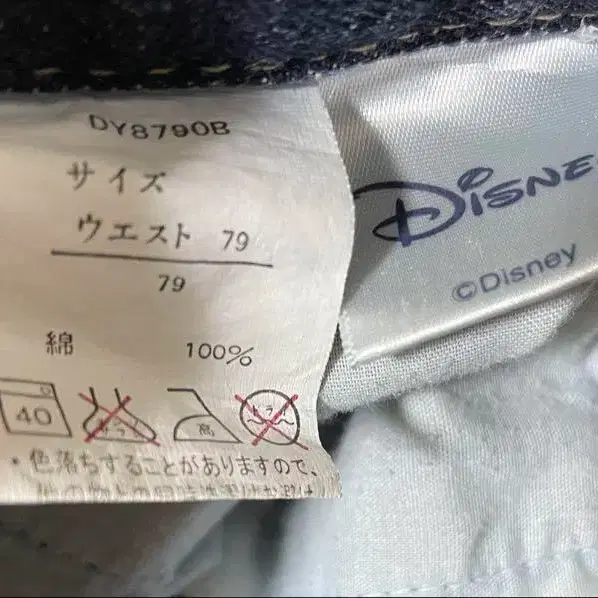 DY8790B
サイズ
ウエスト 79
79
綿 100%
40
高
・色落ちすることがありますので、
DISNE
©Disney